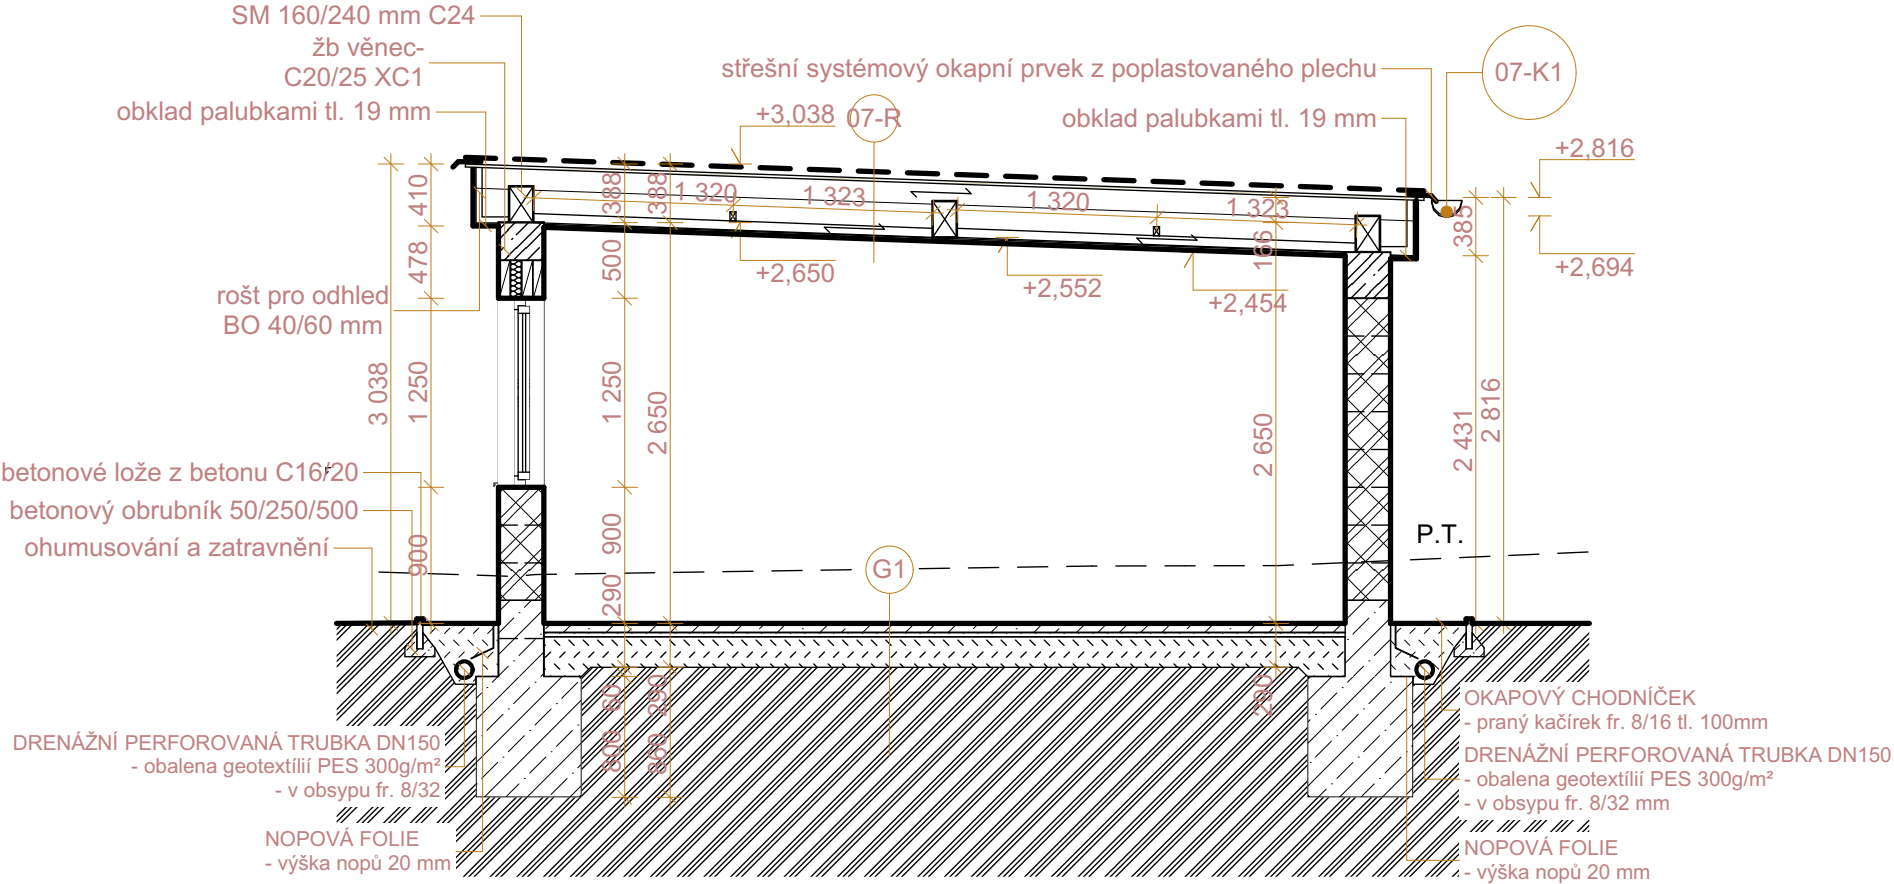 SM 160/240 mm C24
žb věnec-
C20/25 XC1
obklad palubkami tl. 19 mm
střešní systémový okapní prvek z poplastovaného plechu
07-K1
+3,038
07-R
obklad palubkami tl. 19 mm
+2,816
410
388
388
1 320
1 323
1 320
1 323
385
478
500
+2,650
166
+2,552
+2,454
+2,694
rošt pro odhled
BO 40/60 mm
3 038
1 250
1 250
2 650
2 650
2 431
2 816
betonové lože z betonu C16/20
betonový obrubník 50/250/500
ohumusování a zatravnění
900
900
P.T.
G1
290
60
290
290
800
860
DRENÁŽNÍ PERFOROVANÁ TRUBKA DN150
- obalena geotextílií PES 300g/m²
- v obsypu fr. 8/32
NOPOVÁ FOLIE
- výška nopů 20 mm
OKAPOVÝ CHODNÍČEK
- praný kačírek fr. 8/16 tl. 100mm
DRENÁŽNÍ PERFOROVANÁ TRUBKA DN150
- obalena geotextílií PES 300g/m²
- v obsypu fr. 8/32 mm
NOPOVÁ FOLIE
- výška nopů 20 mm